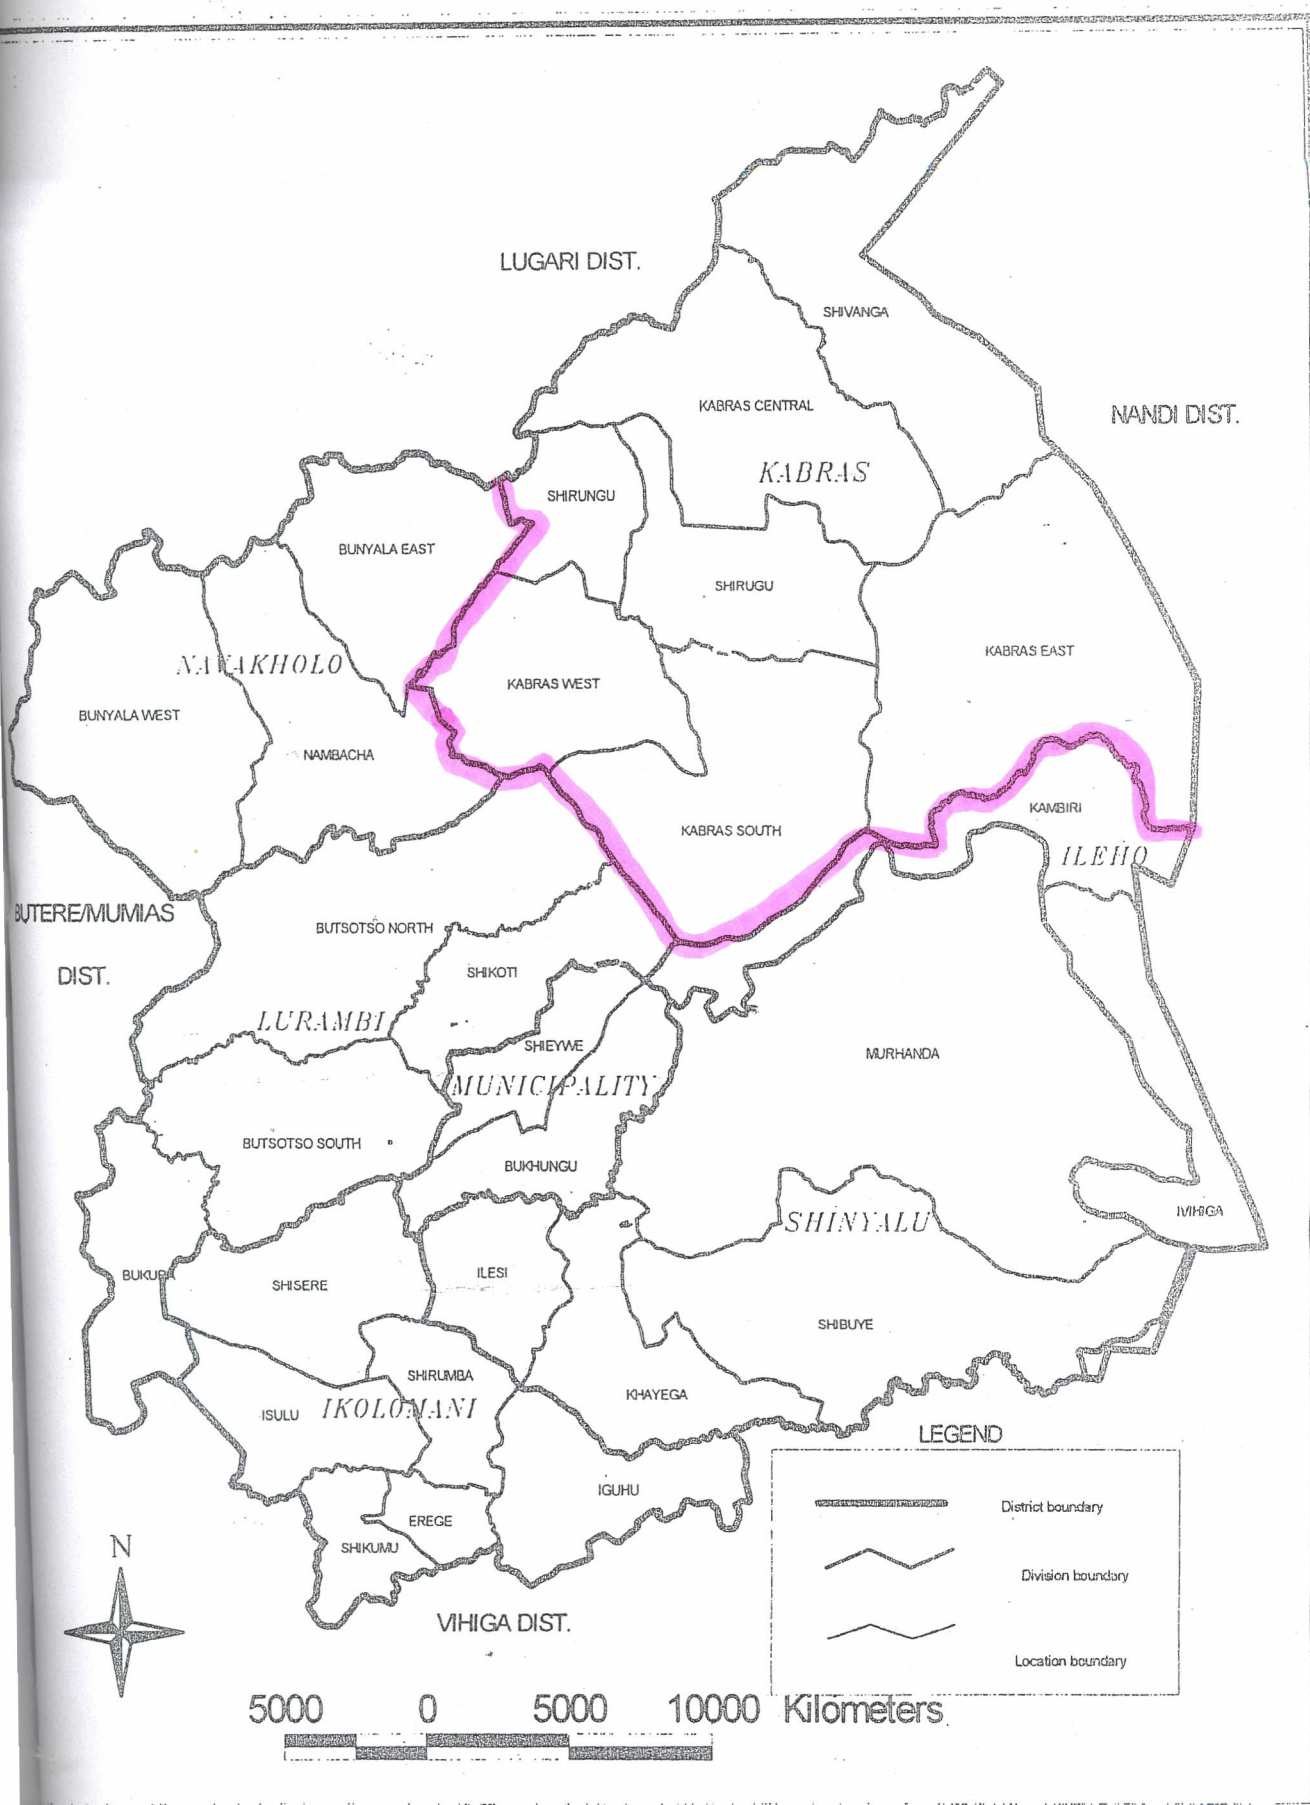 LUGARI DIST.
SHIVANGA
KABRAS CENTRAL
NANDI DIST.
KABRAS
SHIRUNGU
BUNYALA EAST
SHIRUGU
KABRAS EAST
NAVAKHOLO
KABRAS WEST
BUNYALA WEST
NAMBACHA
KAMBIRI
KABRAS SOUTH
ILEHO
BUTERE/MUMIAS
DIST.
BUTSOTSO NORTH
SHIKOTI
LURAMBI
SHIEYWE
MURHANDA
MUNICIPALITY
BUTSOTSO SOUTH
BUKHUNGU
IVIHIGA
SHINYALU
BUKURA
SHISERE
ILESI
SHIBUYE
SHIRUMBA
KHAYEGA
ISULU
IKOLOMANI
IGUHU
EREGE
SHIKUMU
VIHIGA DIST.
LEGEND
District boundary
Division boundary
Location boundary
N
5000 0 5000 10000 Kilometers